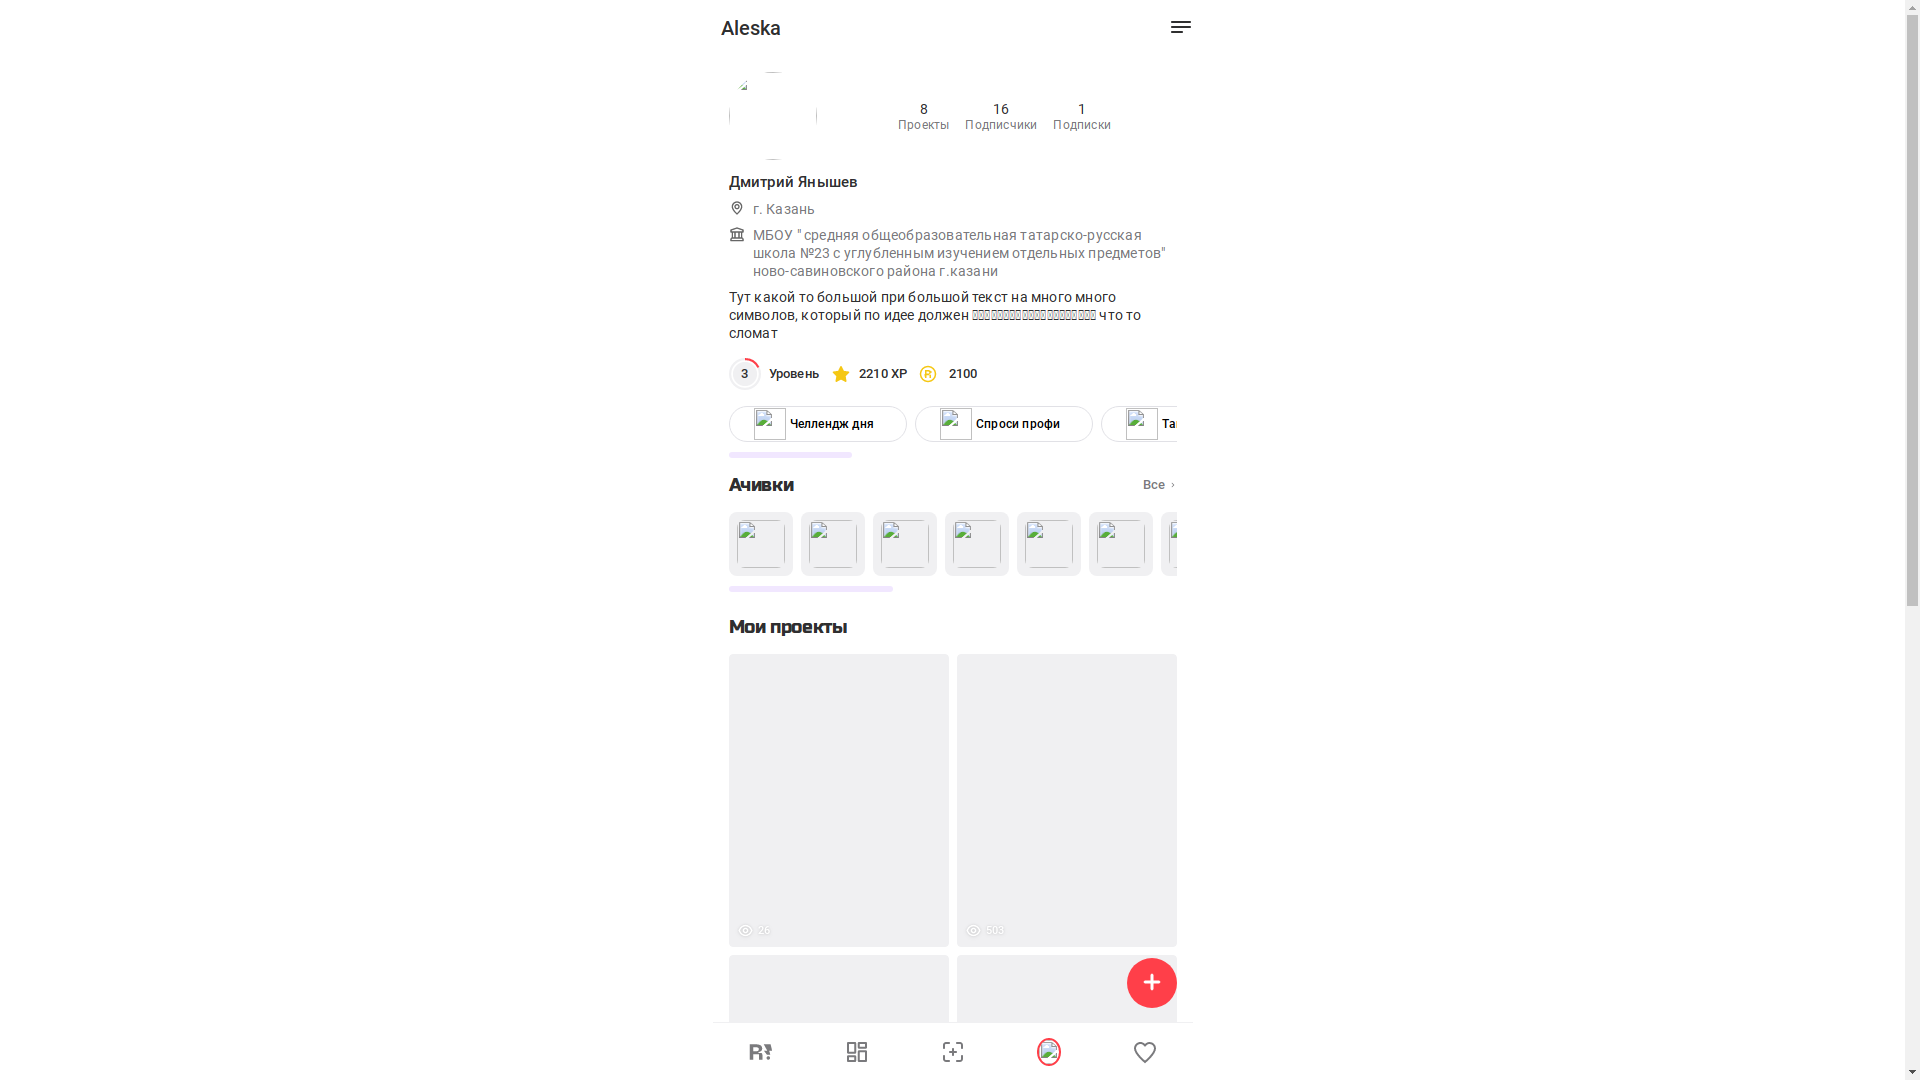 Aleska
8
Проекты
16
Подписчики
1
Подписки
Дмитрий Янышев
г. Казань
МБОУ "средняя общеобразовательная татарско-русская
школа №23 с углубленным изучением отдельных предметов"
ново-савиновского района г.казани
Тут какой то большой при большой текст на много много
символов, который по идее должен что то
сломат
3 Уровень 2210 XP 2100
Челлендж дня
Спроси профи
Ачивки
Все
Мои проекты
26
503
R